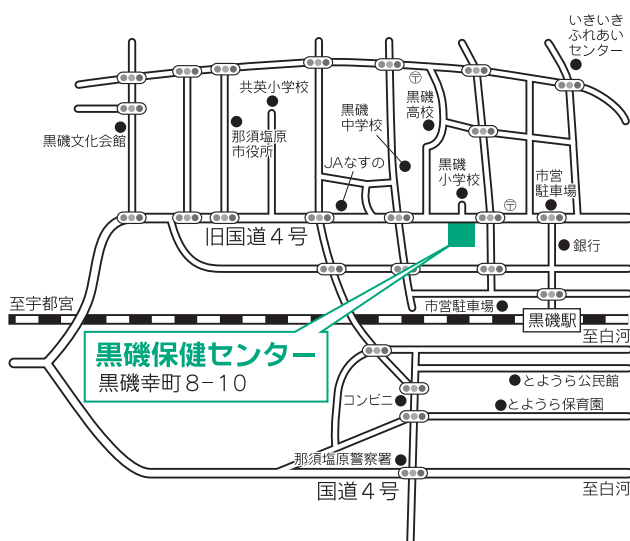 いきいき
ふれあい
センター
〒
共英小学校
黒磯
高校
黒磯
中学校
黒磯文化会館
那須塩原
市役所
JAなすの
黒磯
小学校
市営
駐車場
〒
旧国道4号
銀行
至宇都宮
市営駐車場
黒磯駅
至白河
黒磯保健センター
黒磯幸町8-10
とようら公民館
コンビニ
とようら保育園
那須塩原警察署
国道4号
至白河